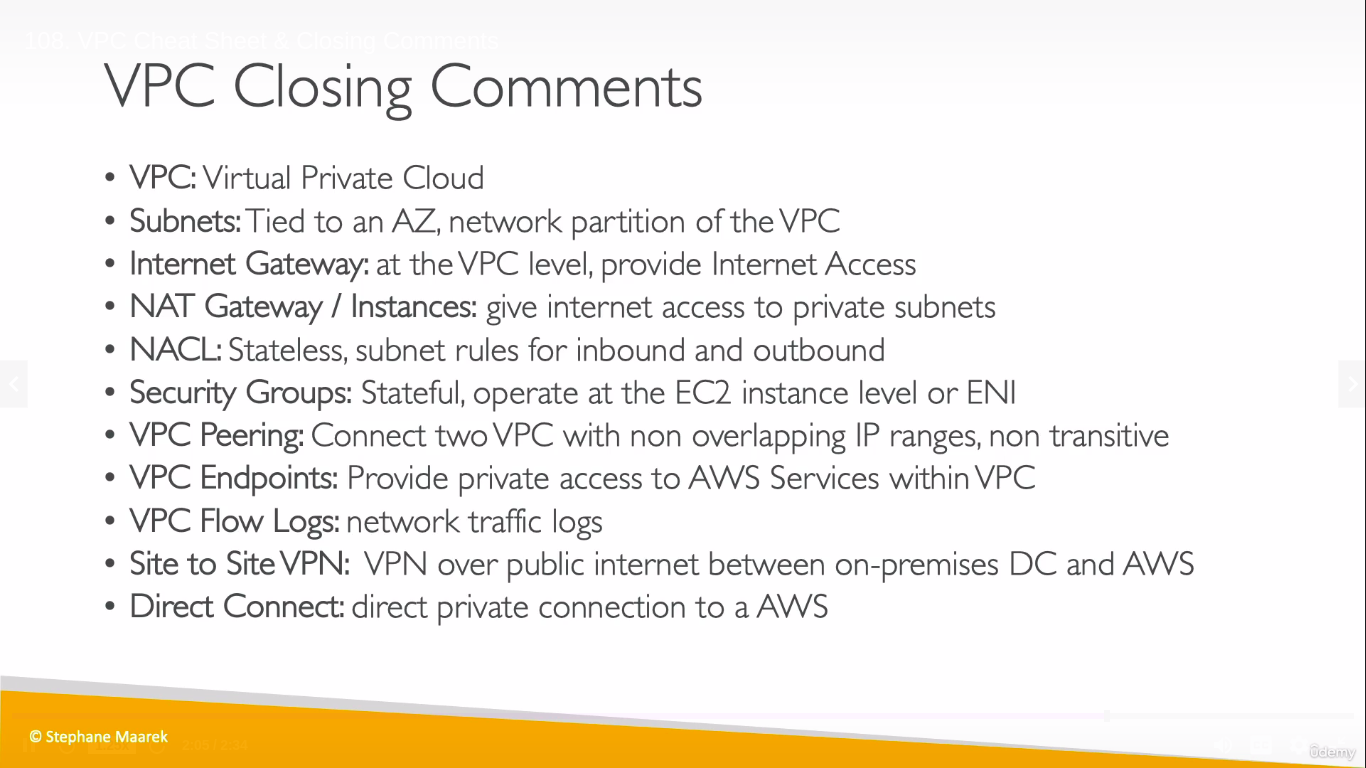 108. VPC Cheat Sheet & Closing Comments
VPC Closing Comments
• VPC: Virtual Private Cloud
• Subnets: Tied to an AZ, network partition of the VPC
• Internet Gateway: at the VPC level, provide Internet Access
• NAT Gateway / Instances: give internet access to private subnets
• NACL: Stateless, subnet rules for inbound and outbound
• Security Groups: Stateful, operate at the EC2 instance level or ENI
• VPC Peering: Connect two VPC with non overlapping IP ranges, non transitive
• VPC Endpoints: Provide private access to AWS Services within VPC
• VPC Flow Logs: network traffic logs
• Site to Site VPN: VPN over public internet between on-premises DC and AWS
• Direct Connect: direct private connection to a AWS
© Stephane Maarek
2:05 / 2:34
ûdemy